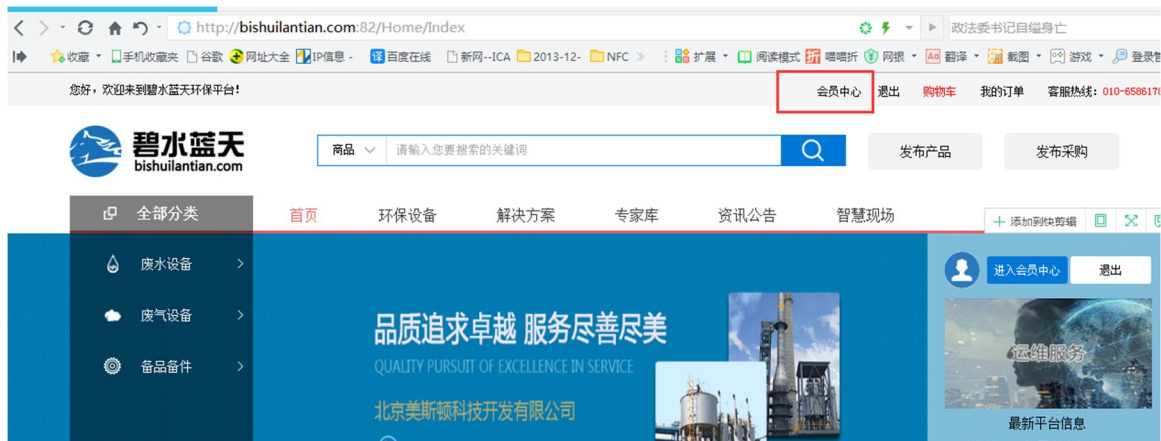 http://bishuilantian.com:82/Home/Index 政法委书记自缢身亡
收藏 手机收藏夹 谷歌 网址大全 IP信息 - 译 百度在线 新网--ICA 2013-12- NFC » 扩展 阅读模式 折 喵喵折 网银 Aa 翻译 截图 游戏 登录管
您好，欢迎来到碧水蓝天环保平台！ 会员中心 退出 购物车 我的订单 客服热线：010-6586178
碧水蓝天 商品 请输入您要搜索的关键词 发布产品 发布采购
bishuilantian.com
全部分类 首页 环保设备 解决方案 专家库 资讯公告 智慧现场
添加到快剪辑
废水设备 进入会员中心 退出
废气设备
品质追求卓越 服务尽善尽美
QUALITY PURSUIT OF EXCELLENCE IN SERVICE 运维服务
备品备件
北京美斯顿科技开发有限公司
最新平台信息